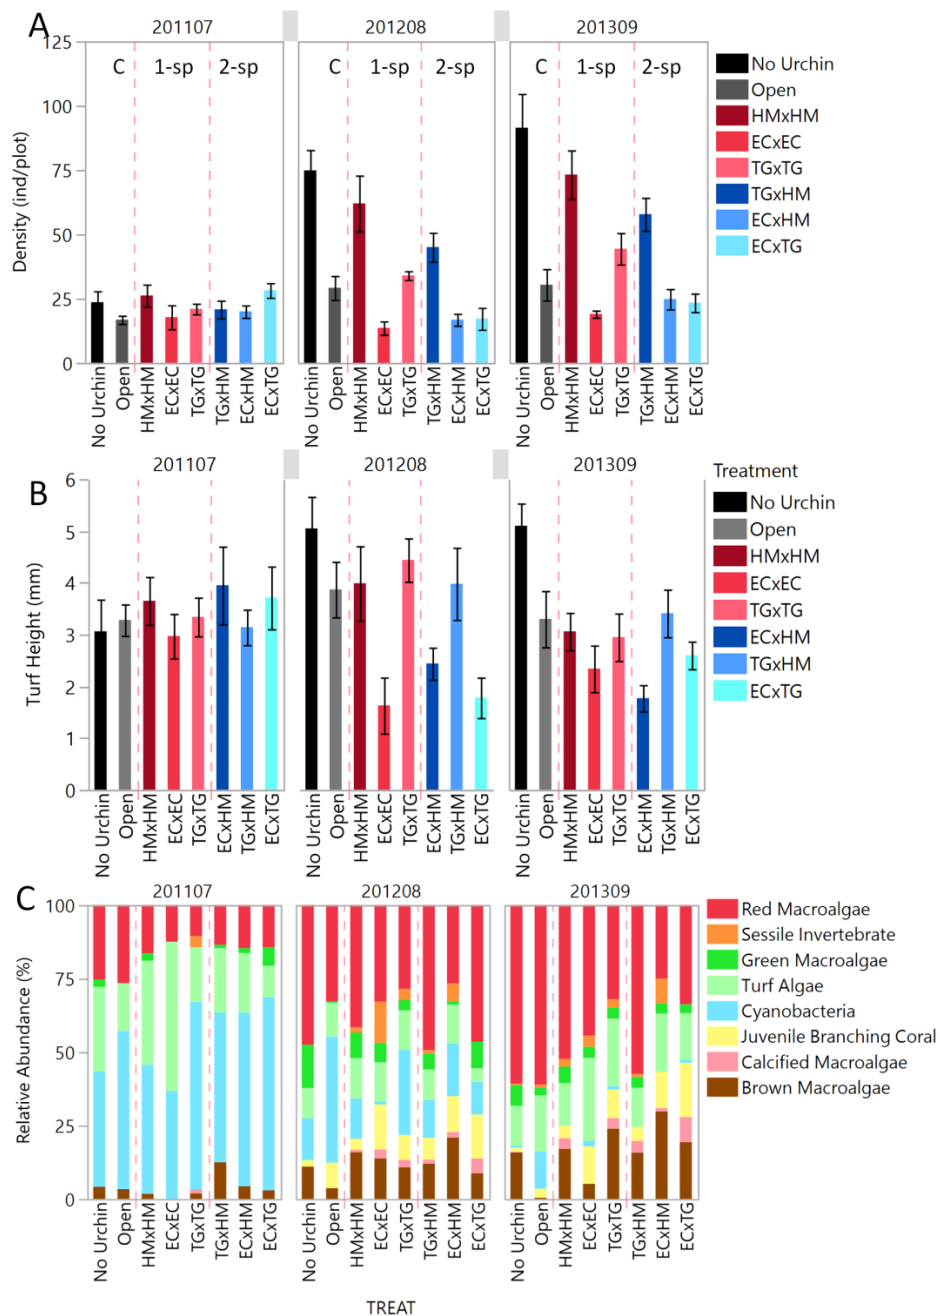 A
201107
201208
201309
125
100
75
50
25
0
Density (ind/plot)
C
1-sp
2-sp
C
1-sp
2-sp
C
1-sp
2-sp
No Urchin
Open
HMxHM
ECxEC
TGxTG
TGxHM
ECxHM
ECxTG
No Urchin
Open
HMxHM
ECxEC
TGxTG
TGxHM
ECxHM
ECxTG
No Urchin
Open
HMxHM
ECxEC
TGxTG
TGxHM
ECxHM
ECxTG
No Urchin
Open
HMxHM
ECxEC
TGxTG
TGxHM
ECxHM
ECxTG
B
201107
201208
201309
6
5
4
3
2
1
0
Turf Height (mm)
Treatment
No Urchin
Open
HMxHM
ECxEC
TGxTG
ECxHM
TGxHM
ECxTG
No Urchin
Open
HMxHM
ECxEC
TGxTG
ECxHM
TGxHM
ECxTG
No Urchin
Open
HMxHM
ECxEC
TGxTG
ECxHM
TGxHM
ECxTG
No Urchin
Open
HMxHM
ECxEC
TGxTG
ECxHM
TGxHM
ECxTG
C
201107
201208
201309
100
75
50
25
0
Relative Abundance (%)
Red Macroalgae
Sessile Invertebrate
Green Macroalgae
Turf Algae
Cyanobacteria
Juvenile Branching Coral
Calcified Macroalgae
Brown Macroalgae
No Urchin
Open
HMxHM
ECxEC
TGxTG
TGxHM
ECxHM
ECxTG
No Urchin
Open
HMxHM
ECxEC
TGxTG
TGxHM
ECxHM
ECxTG
No Urchin
Open
HMxHM
ECxEC
TGxTG
TGxHM
ECxHM
ECxTG
TREAT